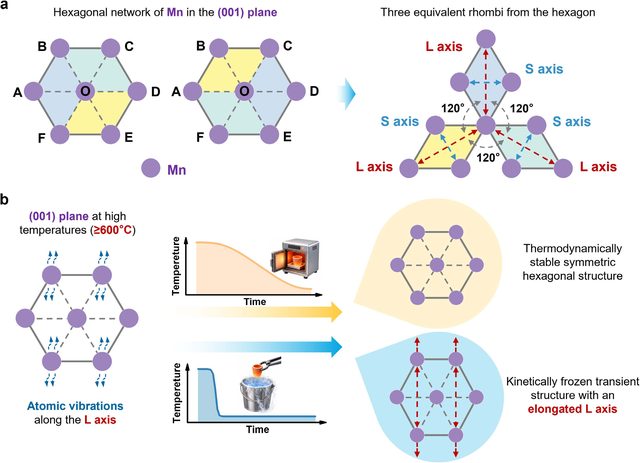 a
Hexagonal network of Mn in the (001) plane
Three equivalent rhombi from the hexagon
B
C
A
O
D
F
E
B
C
A
O
D
F
E
Mn
L axis
S axis
120°
120°
S axis
S axis
120°
L axis
L axis
b
(001) plane at high
temperatures (≥600°C)
Atomic vibrations
along the L axis
Tempereture
Time
Tempereture
Time
Thermodynamically
stable symmetric
hexagonal structure
Kinetically frozen transient
structure with an
elongated L axis